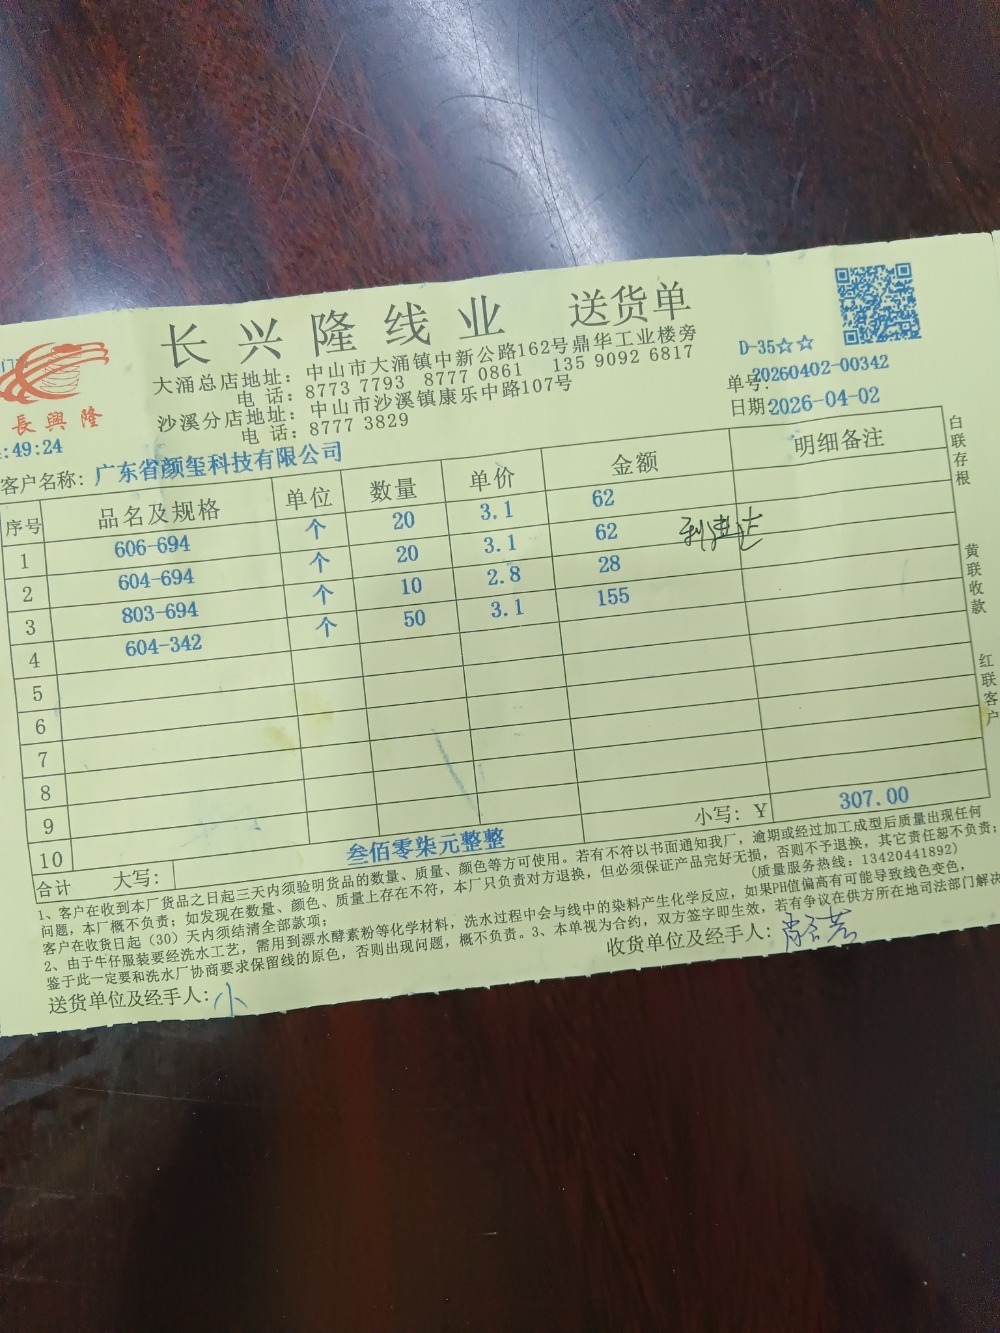 长兴隆线业 送货单
大涌总店地址：中山市大涌镇中新公路162号鼎华工业楼旁
电 话：8773 7793 8777 0861 135 9092 6817
沙溪分店地址：中山市沙溪镇康乐中路107号
电 话：8777 3829
長興隆
:49:24
D-35☆☆
单号：20260402-00342
日期:2026-04-02
客户名称：广东省颜玺科技有限公司
序号 品名及规格 单位 数量 单价 金额 明细备注
1 606-694 个 20 3.1 62
2 604-694 个 20 3.1 62
3 803-694 个 10 2.8 28
4 604-342 个 50 3.1 155
5
6
7
8
9
10
合计 大写： 叁佰零柒元整整 小写：Y 307.00
1、客户在收到本厂货品之日起三天内须验明货品的数量、质量、颜色等方可使用。若有不符以书面通知我厂，逾期或经过加工成型后质量出现任何
问题，本厂概不负责；如发现在数量、颜色、质量上存在不符，本厂只负责对方退换，但必须保证产品完好无损，否则不予退换，其它责任恕不负责；
客户在收货日起（30）天内须结清全部款项； (质量服务热线：13420441892)
2、由于牛仔服装要经洗水工艺，需用到源水酵素粉等化学材料，洗水过程中会与线中的染料产生化学反应，如果PH值偏高有可能导致线色变色，
鉴于此一定要和洗水厂协商要求保留线的原色，否则出现问题，概不负责。3、本单视为合约，双方签字即生效，若有争议在供方所在地司法部门解决
送货单位及经手人：小
收货单位及经手人：
白联存根
黄联收款
红联客户